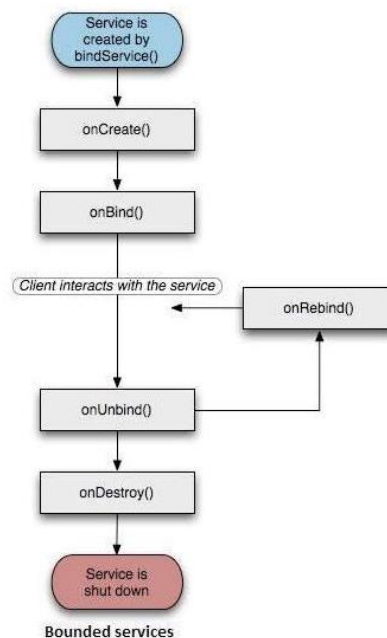 Service is
created by
bindService()
onCreate()
onBind()
Client interacts with the service
onRebind()
onUnbind()
onDestroy()
Service is
shut down
Bounded services